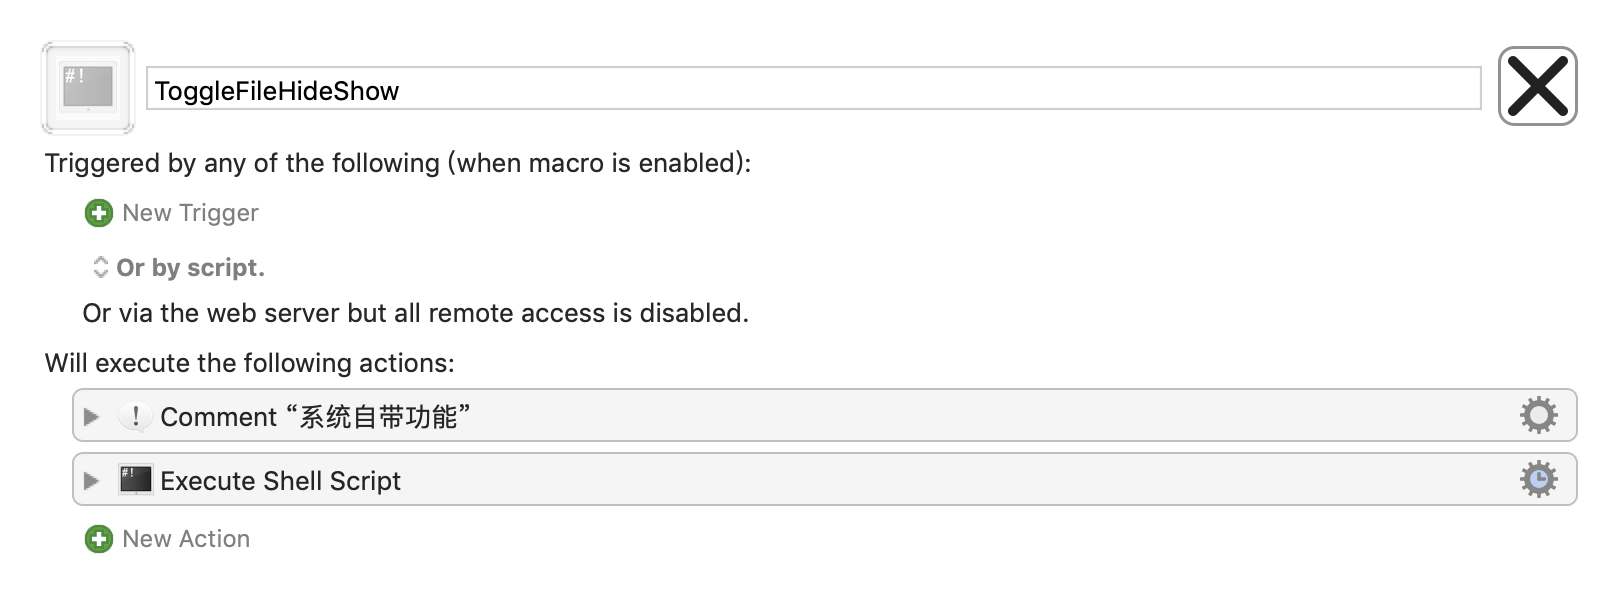 #!
ToggleFileHideShow
Triggered by any of the following (when macro is enabled):
New Trigger
Or by script.
Or via the web server but all remote access is disabled.
Will execute the following actions:
! Comment “系统自带功能”
#! Execute Shell Script
New Action